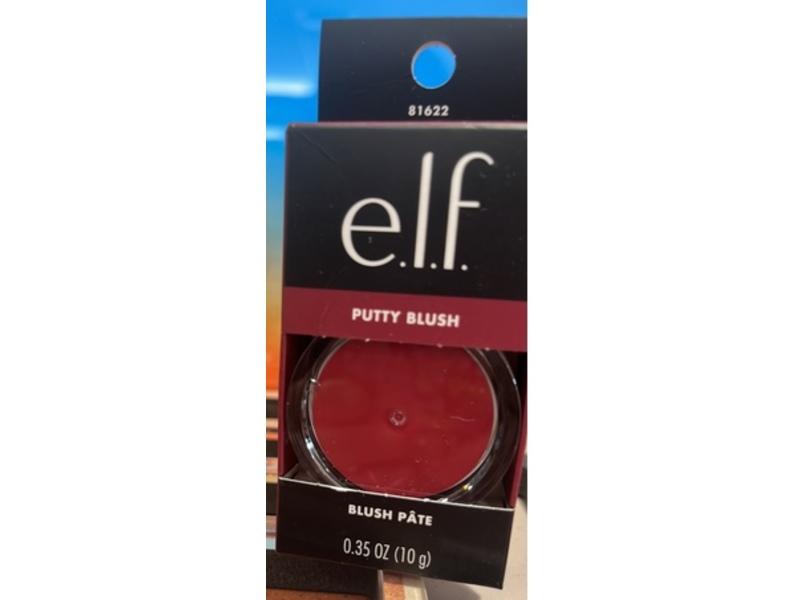 81622
e.l.f.
PUTTY BLUSH
BLUSH PÂTE
0.35 OZ (10 g)